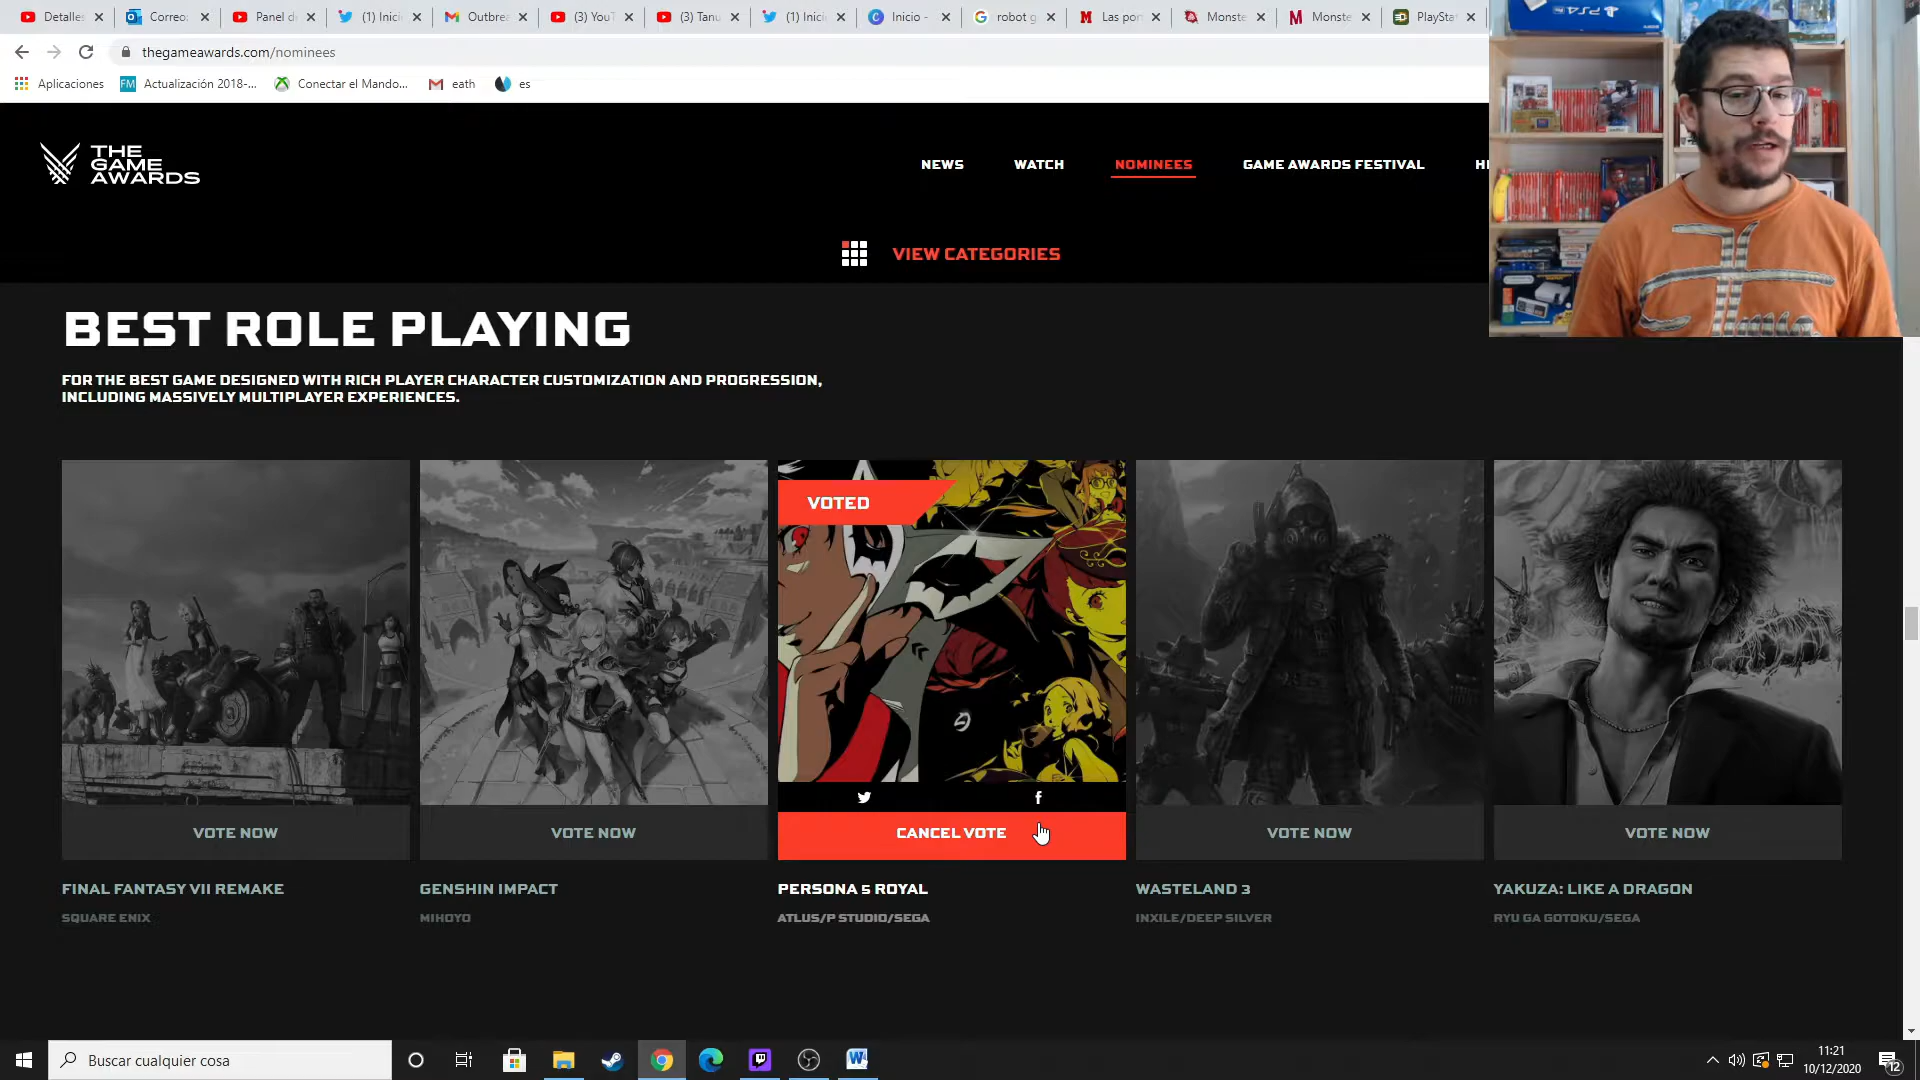 Detalles
Correo:
Panel d
(1) Inici
Outbrea
(3) YouT
(3) Tanu
(1) Inici
Inicio -
robot g
Las por
Monste
Monste
PlaySta
thegameawards.com/nominees
Aplicaciones
Actualización 2018-...
Conectar el Mando...
eath
es
THE
GAME
AWARDS
NEWS
WATCH
NOMINEES
GAME AWARDS FESTIVAL
VIEW CATEGORIES
BEST ROLE PLAYING
FOR THE BEST GAME DESIGNED WITH RICH PLAYER CHARACTER CUSTOMIZATION AND PROGRESSION,
INCLUDING MASSIVELY MULTIPLAYER EXPERIENCES.
VOTED
VOTE NOW
VOTE NOW
CANCEL VOTE
VOTE NOW
VOTE NOW
FINAL FANTASY VII REMAKE
GENSHIN IMPACT
PERSONA 5 ROYAL
WASTELAND 3
YAKUZA: LIKE A DRAGON
SQUARE ENIX
MIHOYO
ATLUS/P STUDIO/SEGA
INXILE/DEEP SILVER
RYU GA GOTOKU/SEGA
Buscar cualquier cosa
11:21
10/12/2020
12